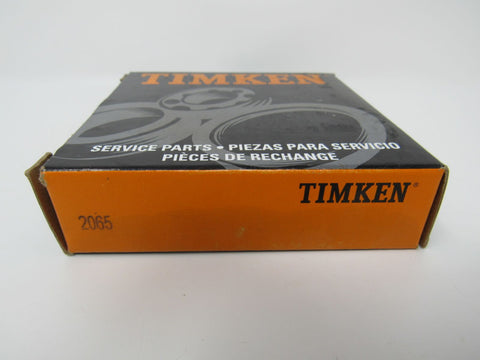 TIMKEN
SERVICE PARTS • PIEZAS PARA SERVICIO
PIÈCES DE RECHANGE
TIMKEN®
2065